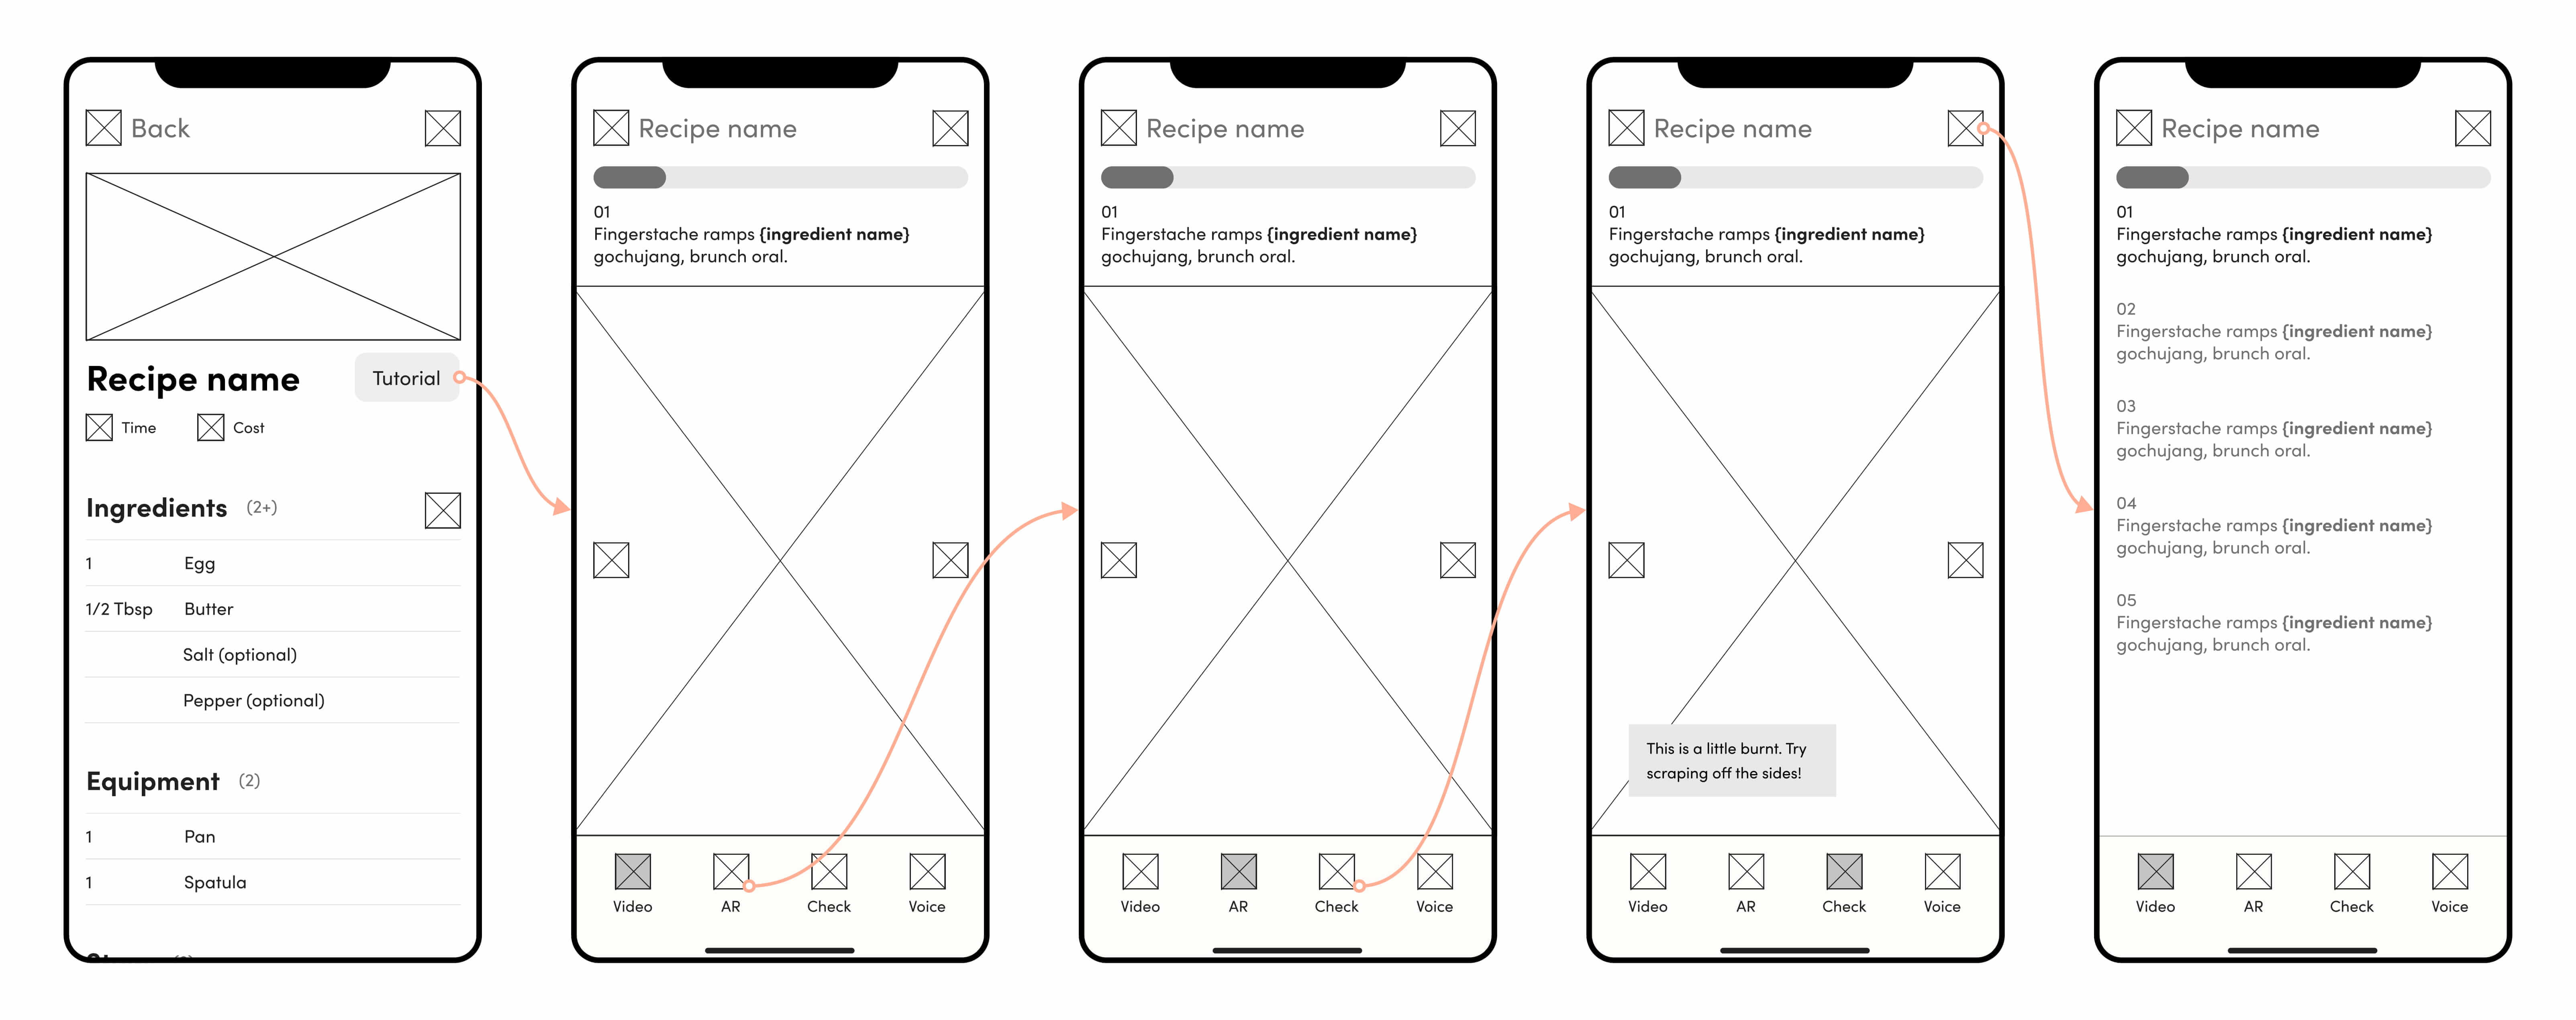 Back
Recipe name
Tutorial
Time
Cost
Ingredients (2+)
1 Egg
1/2 Tbsp Butter
Salt (optional)
Pepper (optional)
Equipment (2)
1 Pan
1 Spatula
Recipe name
01
Fingerstache ramps {ingredient name}
gochujang, brunch oral.
Video
AR
Check
Voice
Recipe name
01
Fingerstache ramps {ingredient name}
gochujang, brunch oral.
Video
AR
Check
Voice
Recipe name
01
Fingerstache ramps {ingredient name}
gochujang, brunch oral.
This is a little burnt. Try
scraping off the sides!
Video
AR
Check
Voice
Recipe name
01
Fingerstache ramps {ingredient name}
gochujang, brunch oral.
02
Fingerstache ramps {ingredient name}
gochujang, brunch oral.
03
Fingerstache ramps {ingredient name}
gochujang, brunch oral.
04
Fingerstache ramps {ingredient name}
gochujang, brunch oral.
05
Fingerstache ramps {ingredient name}
gochujang, brunch oral.
Video
AR
Check
Voice